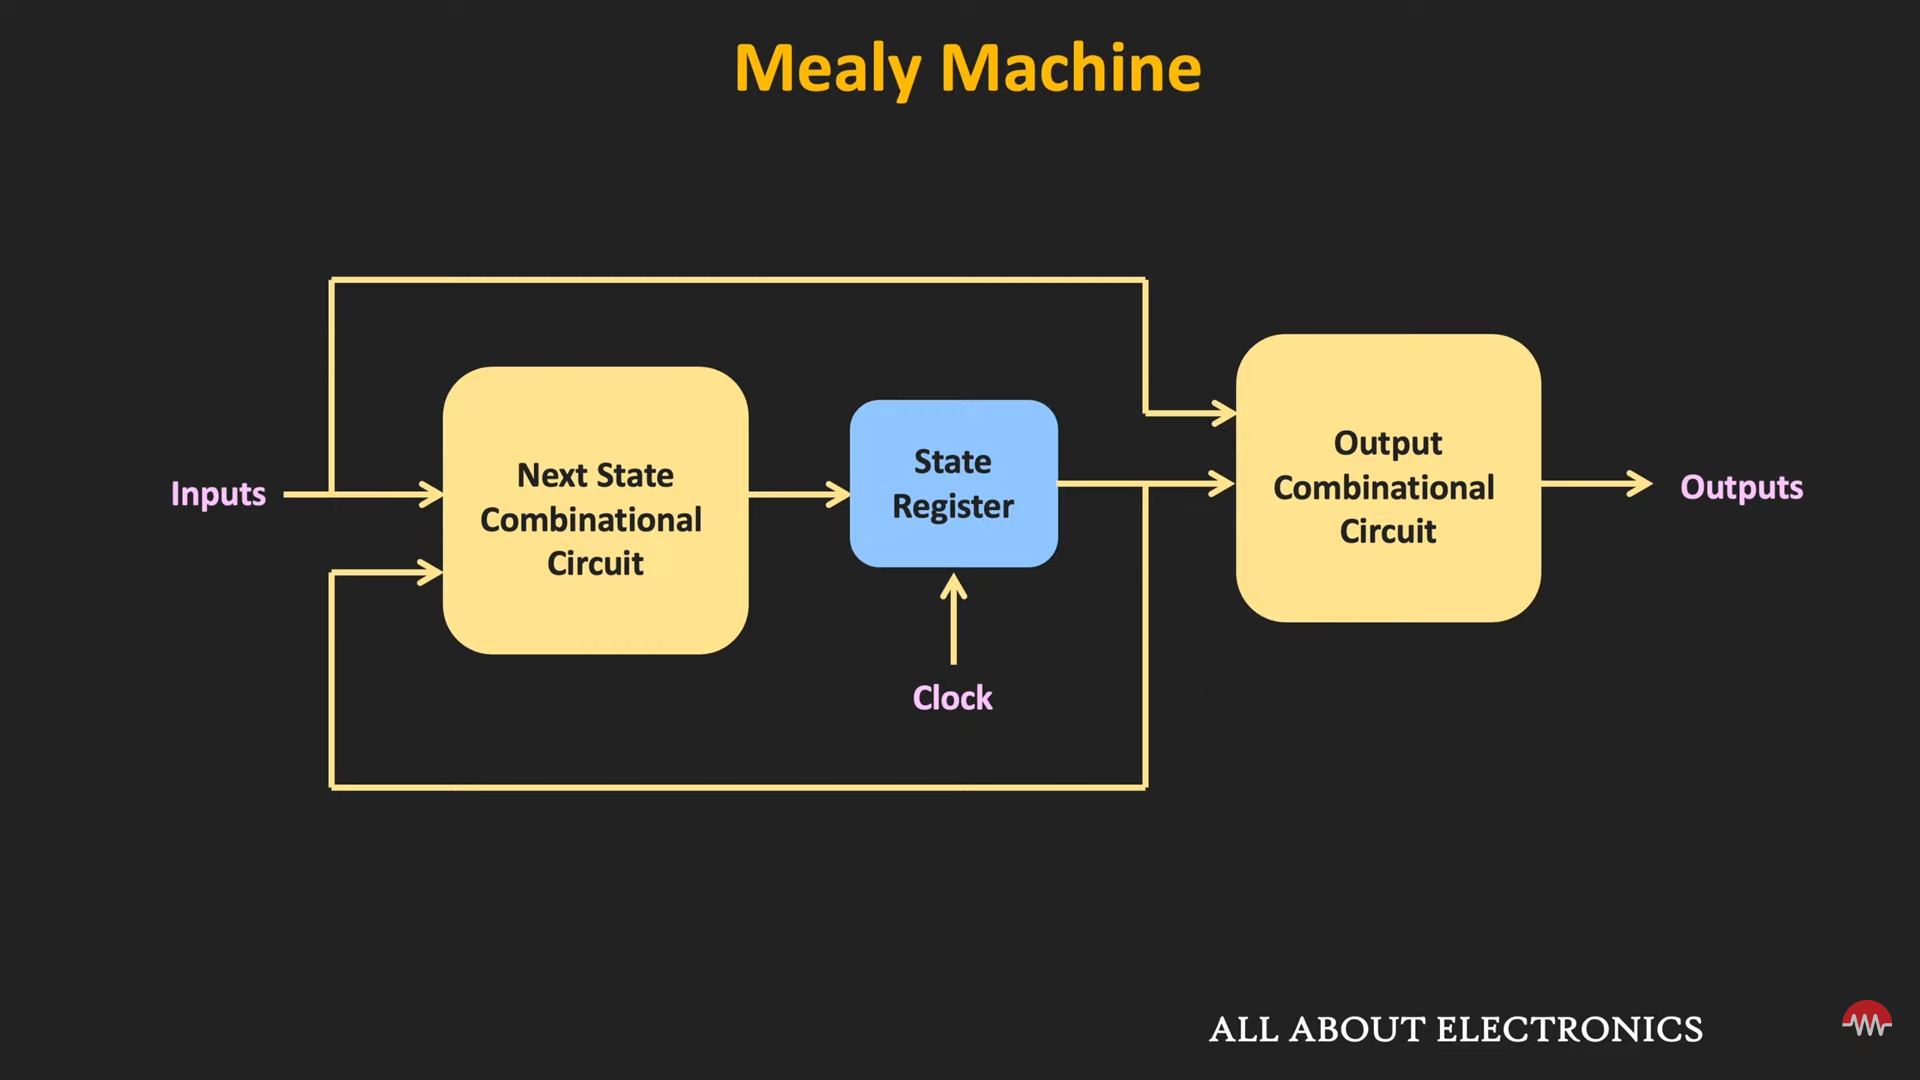 Mealy Machine
Inputs
Next State
Combinational
Circuit
State
Register
Clock
Output
Combinational
Circuit
Outputs
ALL ABOUT ELECTRONICS